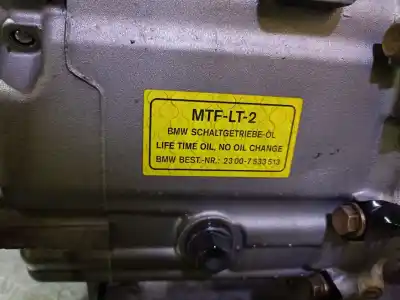 MTF-LT-2
BMW SCHALTGETRIEBE-ÖL
LIFE TIME OIL, NO OIL CHANGE
BMW BEST.-NR.: 23 00-7 533 513